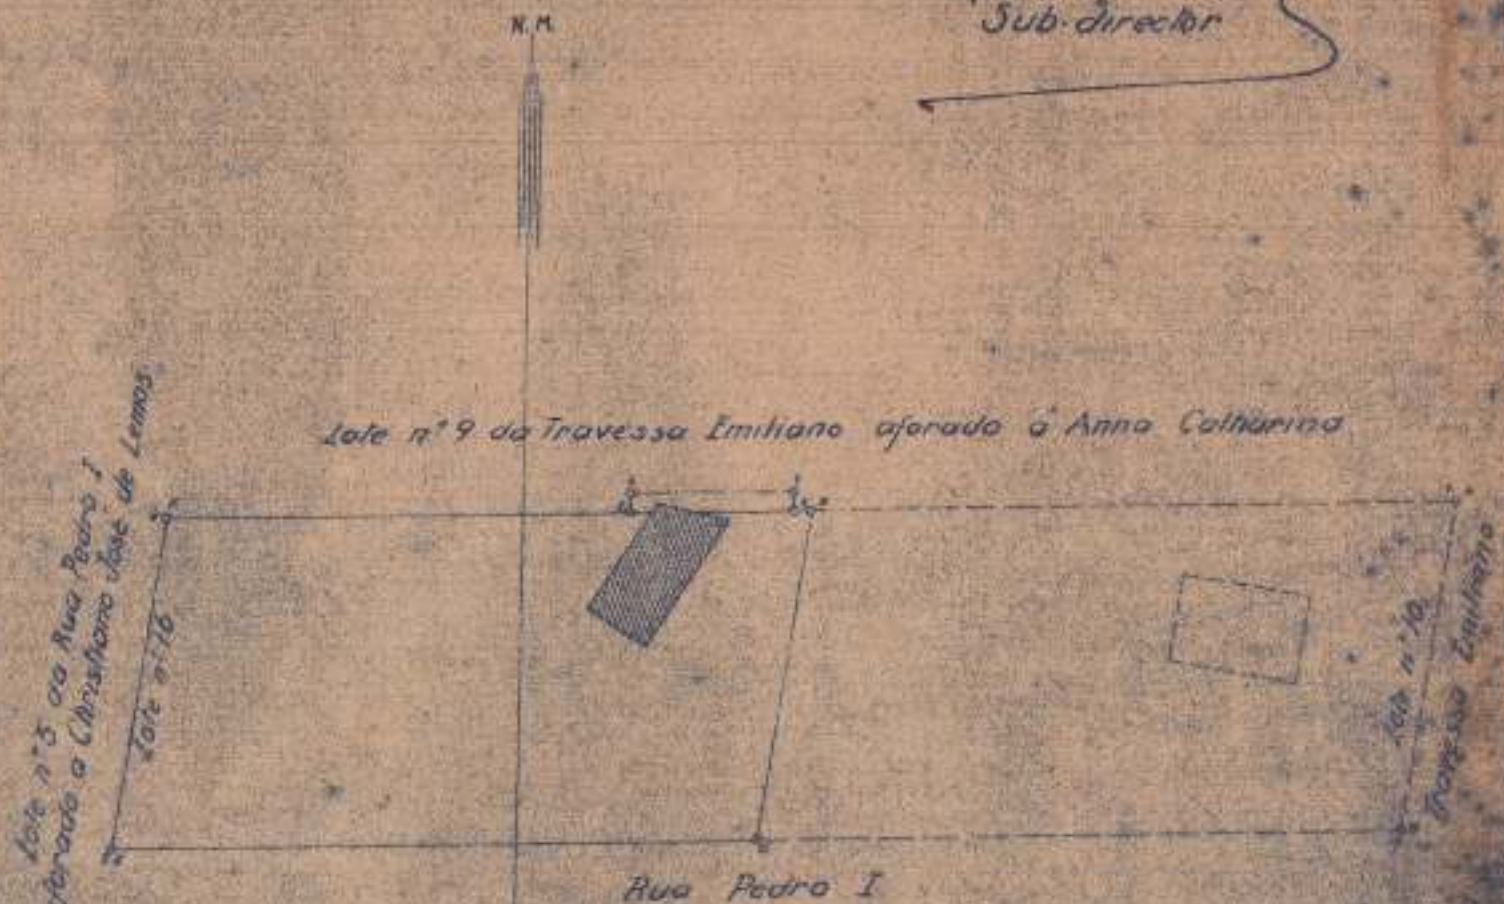 N.M.
Sub-director
Lote nº 9 da Travessa Emiliano aforado á Anna Catharina
Lote nº 5 da Rua Pedro I
aforado a Christiano José de Lemos
Lote nº 16
Lote nº 10
Travessa Emiliano
Rua Pedro I